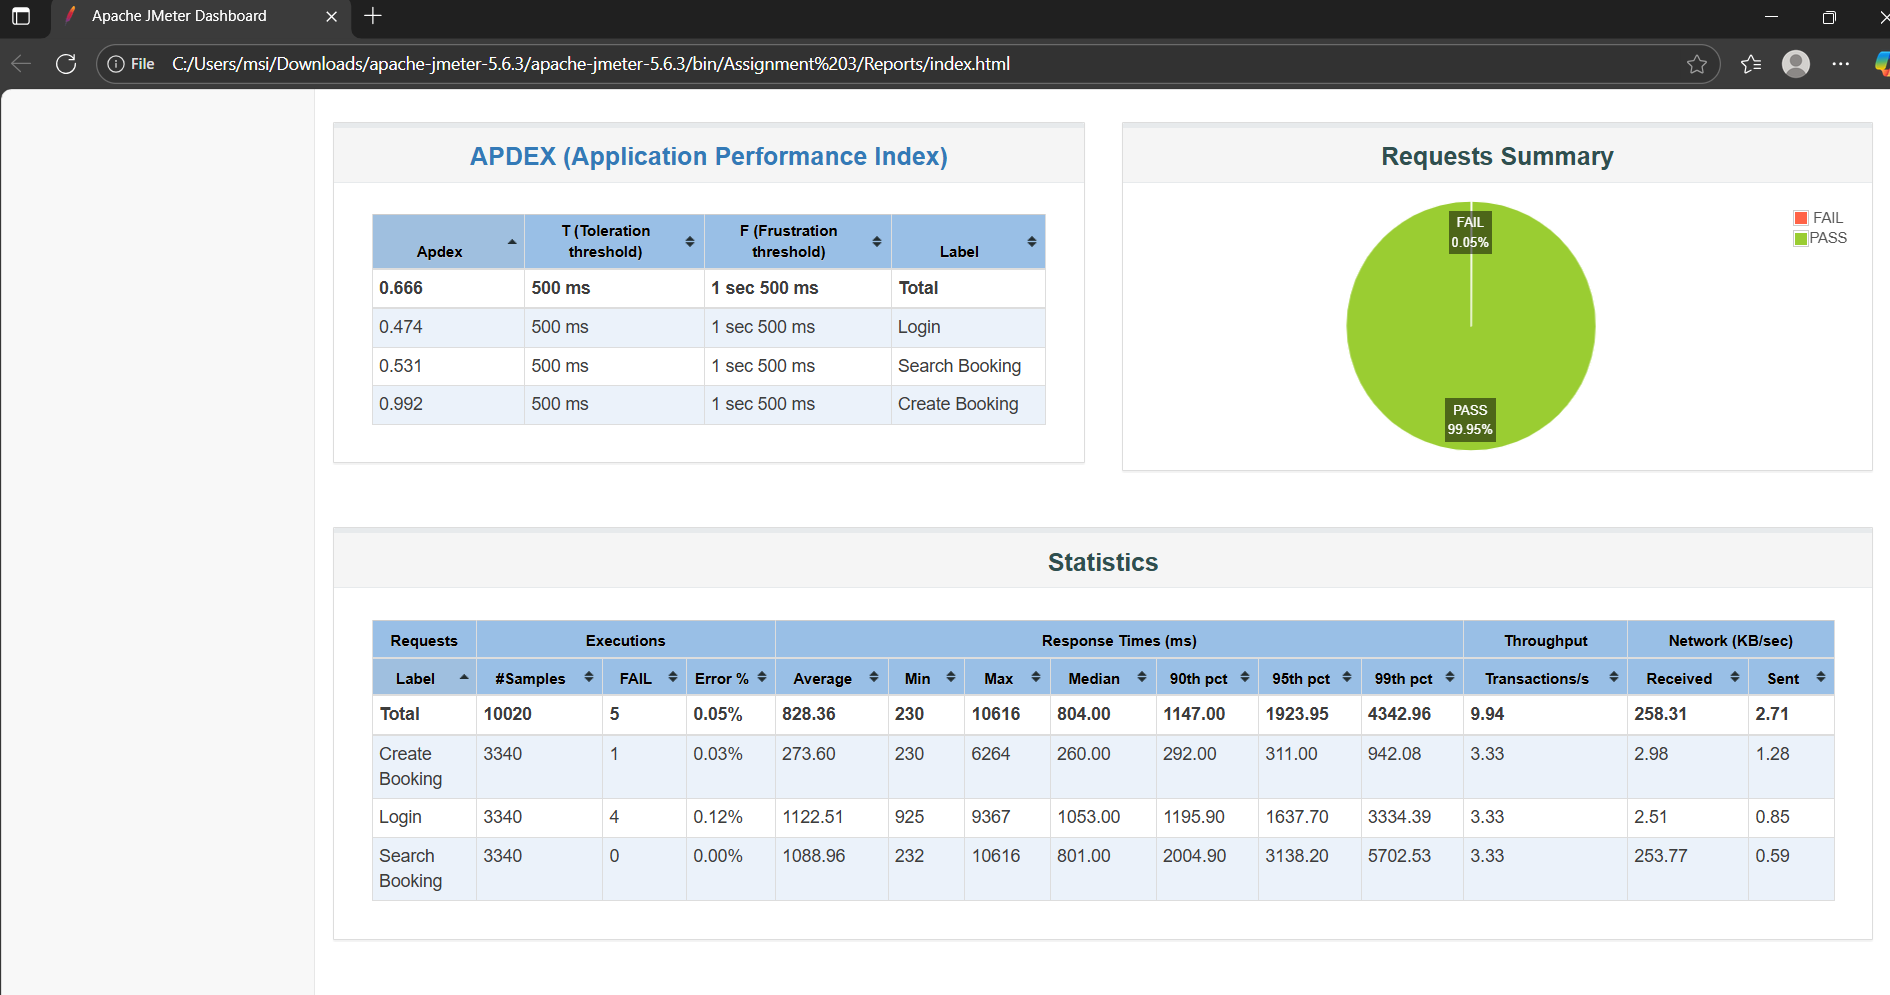 Apache JMeter Dashboard
File C:/Users/msi/Downloads/apache-jmeter-5.6.3/apache-jmeter-5.6.3/bin/Assignment%203/Reports/index.html
APDEX (Application Performance Index)
Apdex T (Toleration threshold) F (Frustration threshold) Label
0.666 500 ms 1 sec 500 ms Total
0.474 500 ms 1 sec 500 ms Login
0.531 500 ms 1 sec 500 ms Search Booking
0.992 500 ms 1 sec 500 ms Create Booking
Requests Summary
FAIL
0.05%
PASS
99.95%
FAIL
PASS
Statistics
Requests Executions Response Times (ms) Throughput Network (KB/sec)
Label #Samples FAIL Error % Average Min Max Median 90th pct 95th pct 99th pct Transactions/s Received Sent
Total 10020 5 0.05% 828.36 230 10616 804.00 1147.00 1923.95 4342.96 9.94 258.31 2.71
Create Booking 3340 1 0.03% 273.60 230 6264 260.00 292.00 311.00 942.08 3.33 2.98 1.28
Login 3340 4 0.12% 1122.51 925 9367 1053.00 1195.90 1637.70 3334.39 3.33 2.51 0.85
Search Booking 3340 0 0.00% 1088.96 232 10616 801.00 2004.90 3138.20 5702.53 3.33 253.77 0.59